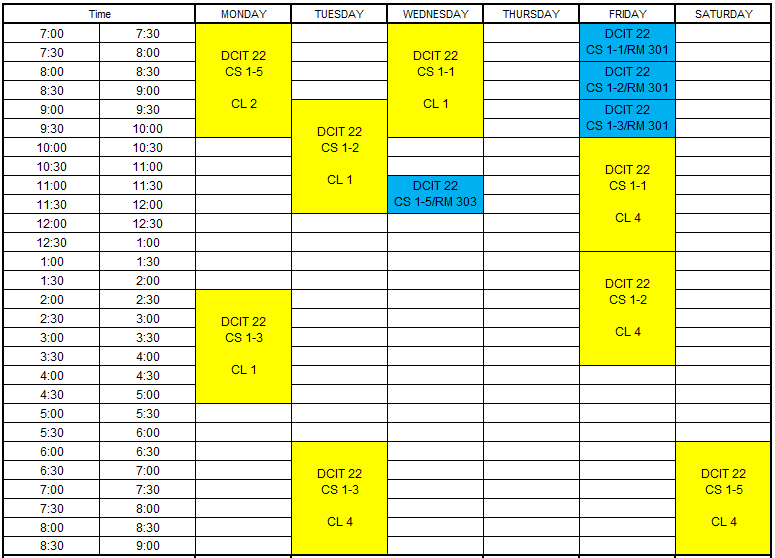 Time MONDAY TUESDAY WEDNESDAY THURSDAY FRIDAY SATURDAY
7:00 7:30
7:30 8:00
8:00 8:30
8:30 9:00
9:00 9:30
9:30 10:00
10:00 10:30
10:30 11:00
11:00 11:30
11:30 12:00
12:00 12:30
12:30 1:00
1:00 1:30
1:30 2:00
2:00 2:30
2:30 3:00
3:00 3:30
3:30 4:00
4:00 4:30
4:30 5:00
5:00 5:30
5:30 6:00
6:00 6:30
6:30 7:00
7:00 7:30
7:30 8:00
8:00 8:30
8:30 9:00
DCIT 22
CS 1-5
CL 2
DCIT 22
CS 1-3
CL 1
DCIT 22
CS 1-2
CL 1
DCIT 22
CS 1-3
CL 4
DCIT 22
CS 1-1
CL 1
DCIT 22
CS 1-5/RM 303
DCIT 22
CS 1-1/RM 301
DCIT 22
CS 1-2/RM 301
DCIT 22
CS 1-3/RM 301
DCIT 22
CS 1-1
CL 4
DCIT 22
CS 1-2
CL 4
DCIT 22
CS 1-5
CL 4